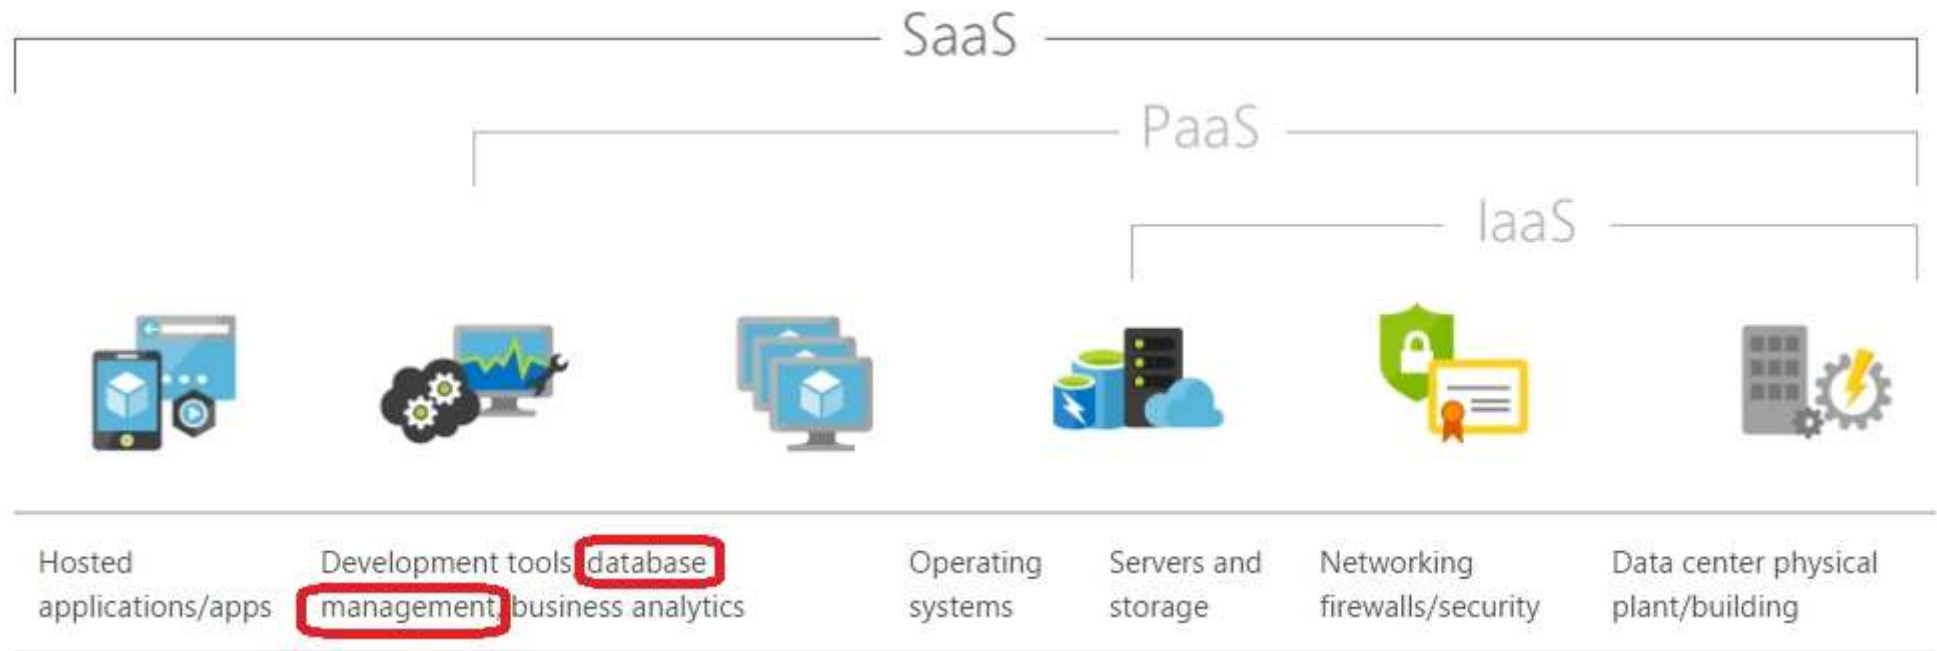 SaaS
PaaS
IaaS
Hosted
applications/apps
Development tools, database
management, business analytics
Operating
systems
Servers and
storage
Networking
firewalls/security
Data center physical
plant/building